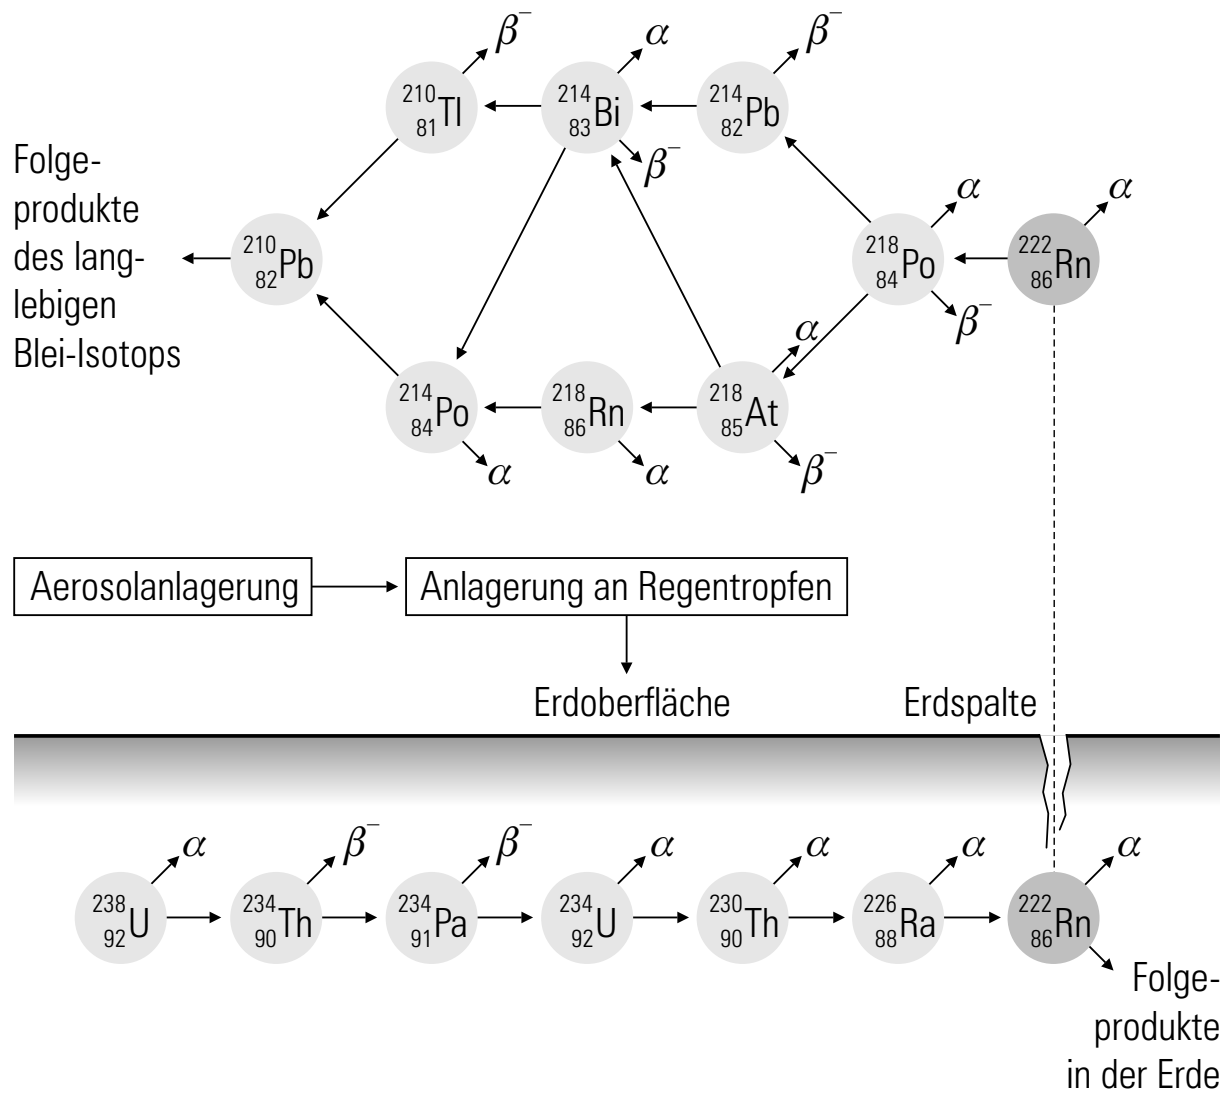 β⁻ α β⁻
²¹⁰₈₁Tl ²¹⁴₈₃Bi ²¹⁴₈₂Pb
β⁻
Folge-
produkte
des lang-
lebigen
Blei-Isotops
α α
²¹⁰₈₂Pb ²¹⁸₈₄Po ²²²₈₆Rn
β⁻
α
²¹⁴₈₄Po ²¹⁸₈₆Rn ²¹⁸₈₅At
α α β⁻
Aerosolanlagerung Anlagerung an Regentropfen
Erdoberfläche Erdspalte
α β⁻ β⁻ α α α α
²³⁸₉₂U ²³⁴₉₀Th ²³⁴₉₁Pa ²³⁴₉₂U ²³⁰₉₀Th ²²⁶₈₈Ra ²²²₈₆Rn
Folge-
produkte
in der Erde